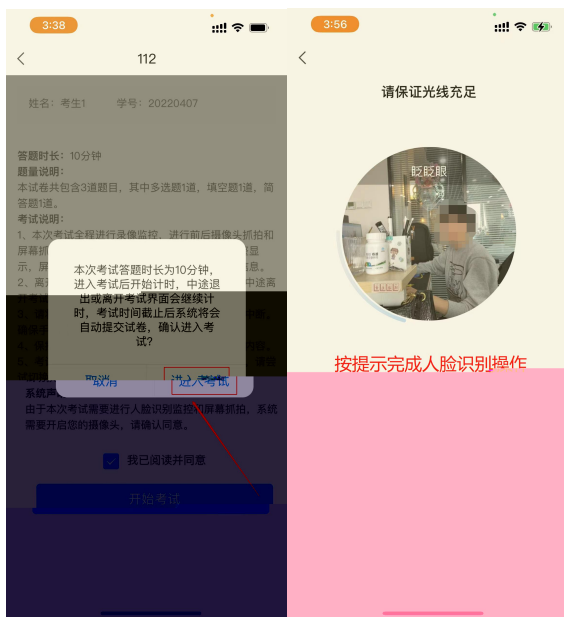 3:38
112
姓名：考生1 学号：20220407
答题时长：10分钟
题量说明：
本试卷共包含3道题目，其中多选题1道，填空题1道，简
答题1道。
考试说明：
1、本次考试全程进行录像监控，进行前后摄像头抓拍和
屏幕抓
显
示，屏
息。
2、离
中途离
本次考试答题时长为10分钟，
进入考试后开始计时，中途退
出或离开考试界面会继续计
时，考试时间截止后系统将会
自动提交试卷，确认进入考
试？
取消 进入考试
系统声
由于本次考试需要进行人脸识别监控和屏幕抓拍，系统
需要开启您的摄像头，请确认同意。
我已阅读并同意
开始考试
3:56
请保证光线充足
眨眨眼
按提示完成人脸识别操作